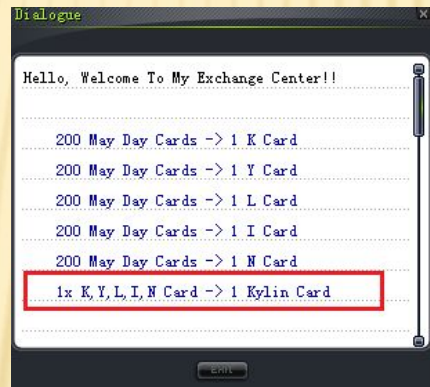 Dialogue
Hello, Welcome To My Exchange Center!!
200 May Day Cards -> 1 K Card
200 May Day Cards -> 1 Y Card
200 May Day Cards -> 1 L Card
200 May Day Cards -> 1 I Card
200 May Day Cards -> 1 N Card
1x K,Y,L,I,N Card -> 1 Kylin Card
EXIT